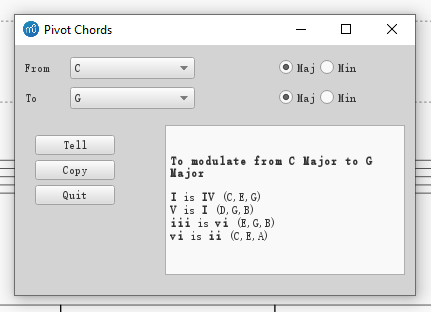 Pivot Chords
From C Maj Min
To G Maj Min
Tell
Copy
Quit
To modulate from C Major to G
Major
I is IV (C,E,G)
V is I (D,G,B)
iii is vi (E,G,B)
vi is ii (C,E,A)